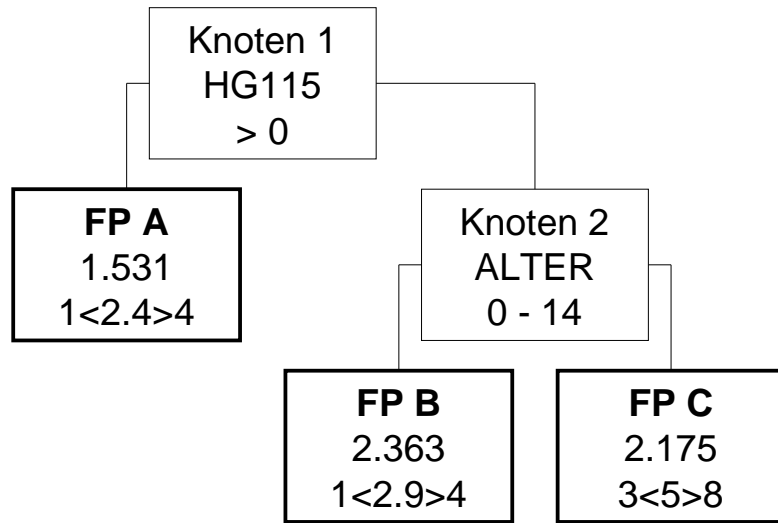 Knoten 1
HG115
> 0
FP A
1.531
1<2.4>4
Knoten 2
ALTER
0 - 14
FP B
2.363
1<2.9>4
FP C
2.175
3<5>8